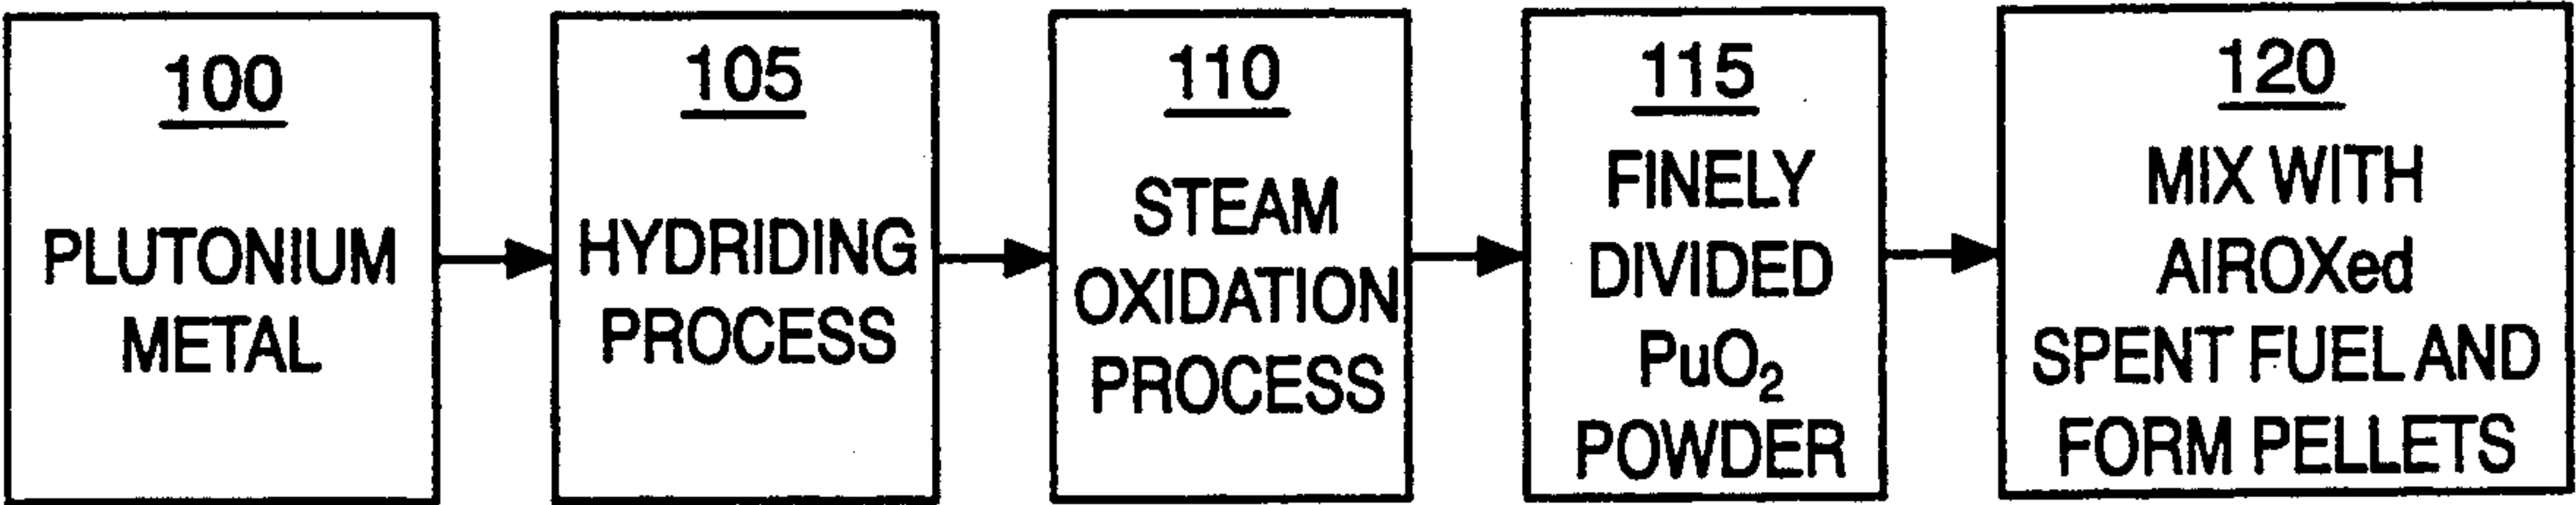 100
PLUTONIUM
METAL
105
HYDRIDING
PROCESS
110
STEAM
OXIDATION
PROCESS
115
FINELY
DIVIDED
PuO₂
POWDER
120
MIX WITH
AIROXed
SPENT FUEL AND
FORM PELLETS